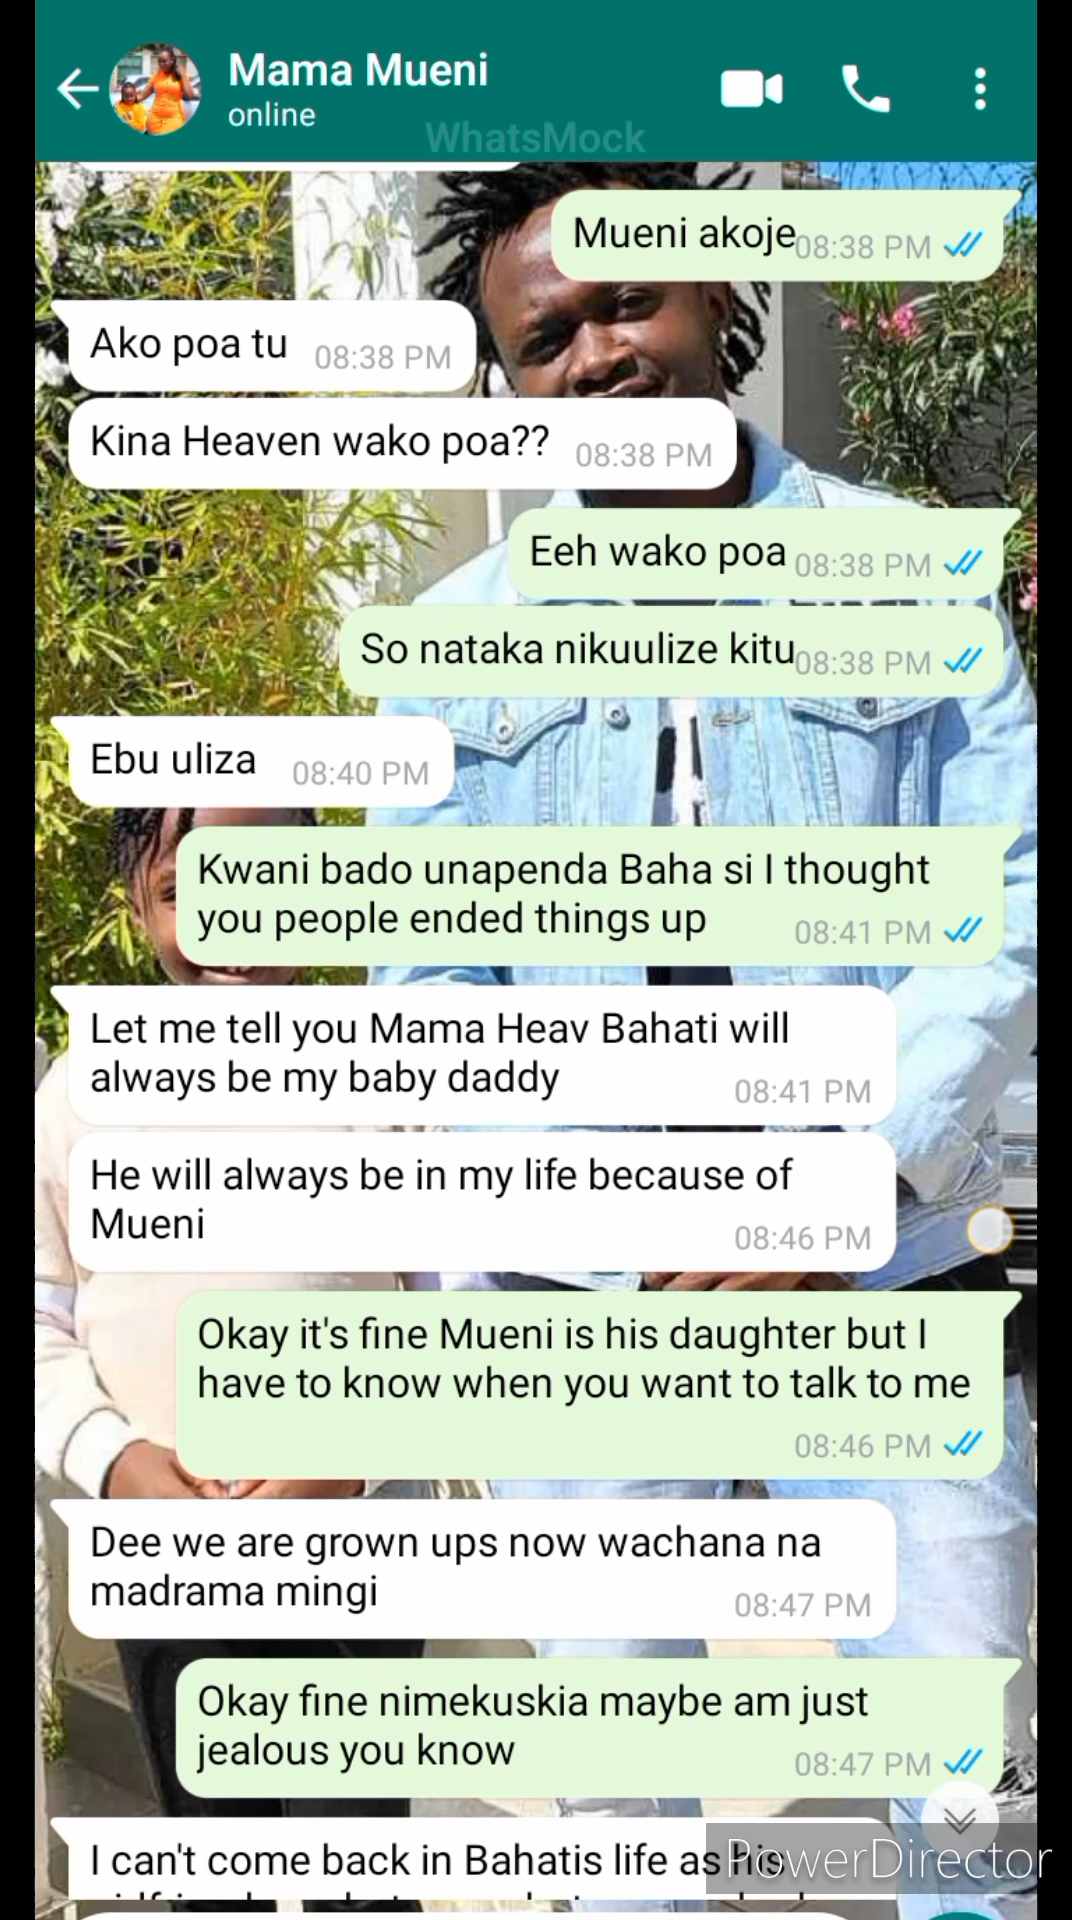 Mama Mueni
online
WhatsMock
Mueni akoje 08:38 PM
Ako poa tu 08:38 PM
Kina Heaven wako poa?? 08:38 PM
Eeh wako poa 08:38 PM
So nataka nikuulize kitu 08:38 PM
Ebu uliza 08:40 PM
Kwani bado unapenda Baha si I thought
you people ended things up 08:41 PM
Let me tell you Mama Heav Bahati will
always be my baby daddy 08:41 PM
He will always be in my life because of
Mueni 08:46 PM
Okay it's fine Mueni is his daughter but I
have to know when you want to talk to me
08:46 PM
Dee we are grown ups now wachana na
madrama mingi 08:47 PM
Okay fine nimekuskia maybe am just
jealous you know 08:47 PM
I can't come back in Bahatis life as his
PowerDirector